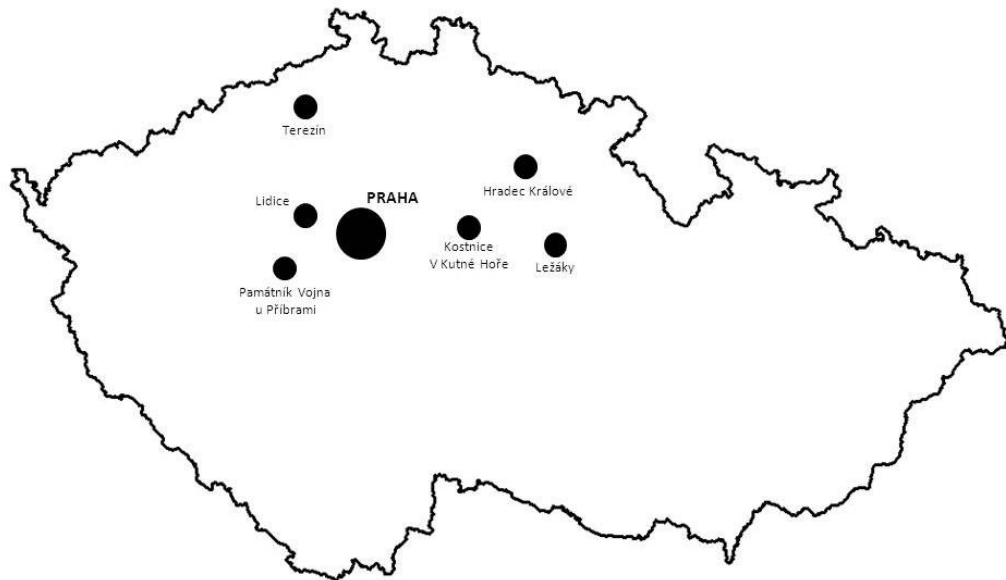 Terezín
Hradec Králové
Lidice
PRAHA
Kostnice
V Kutné Hoře
Ležáky
Památník Vojna
u Příbrami